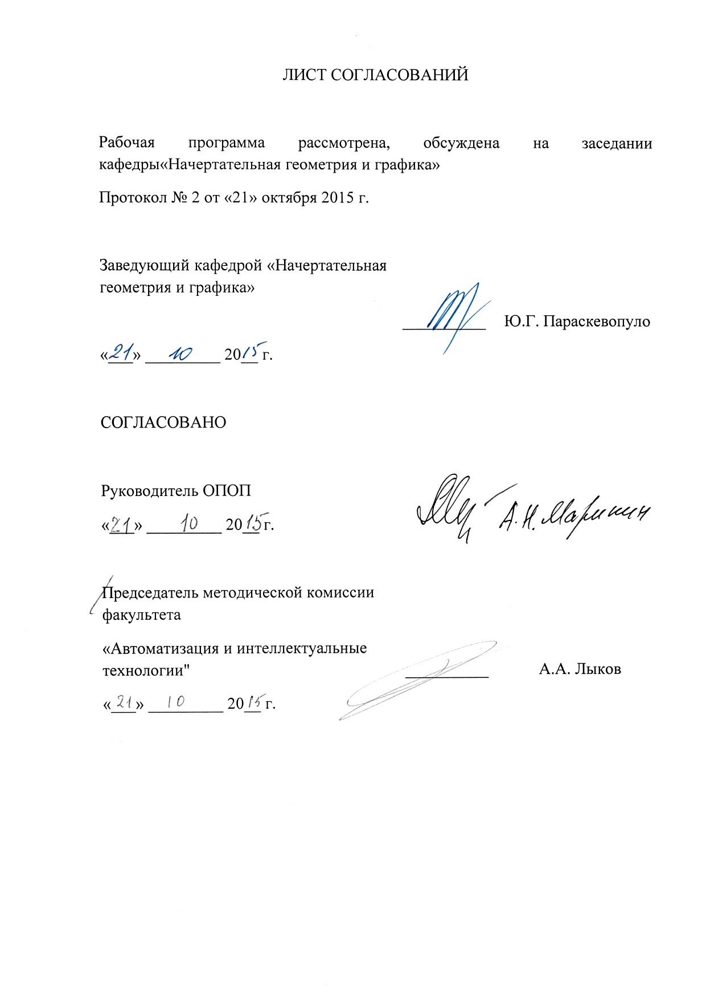 ЛИСТ СОГЛАСОВАНИЙ
Рабочая программа рассмотрена, обсуждена на заседании
кафедры«Начертательная геометрия и графика»
Протокол № 2 от «21» октября 2015 г.
Заведующий кафедрой «Начертательная
геометрия и графика»
Ю.Г. Параскевопуло
«21» 10 2015 г.
СОГЛАСОВАНО
Руководитель ОПОП
«21» 10 2015 г.
А.Н. Марикин
Председатель методической комиссии
факультета
«Автоматизация и интеллектуальные
технологии"
А.А. Лыков
«21» 10 2015 г.